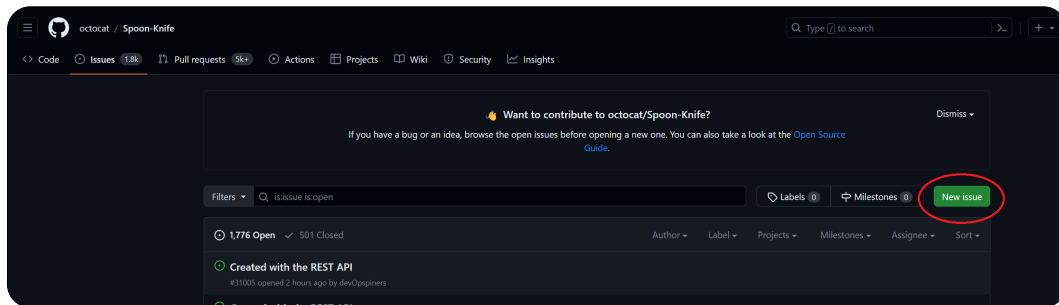 octocat / Spoon-Knife
Type / to search
Code Issues 1.8k Pull requests 5k+ Actions Projects Wiki Security Insights
👋 Want to contribute to octocat/Spoon-Knife?
Dismiss
If you have a bug or an idea, browse the open issues before opening a new one. You can also take a look at the Open Source
Guide.
Filters is:issue is:open Labels 0 Milestones 0 New issue
1,776 Open 501 Closed Author Label Projects Milestones Assignee Sort
Created with the REST API
#31005 opened 2 hours ago by devOpspiners